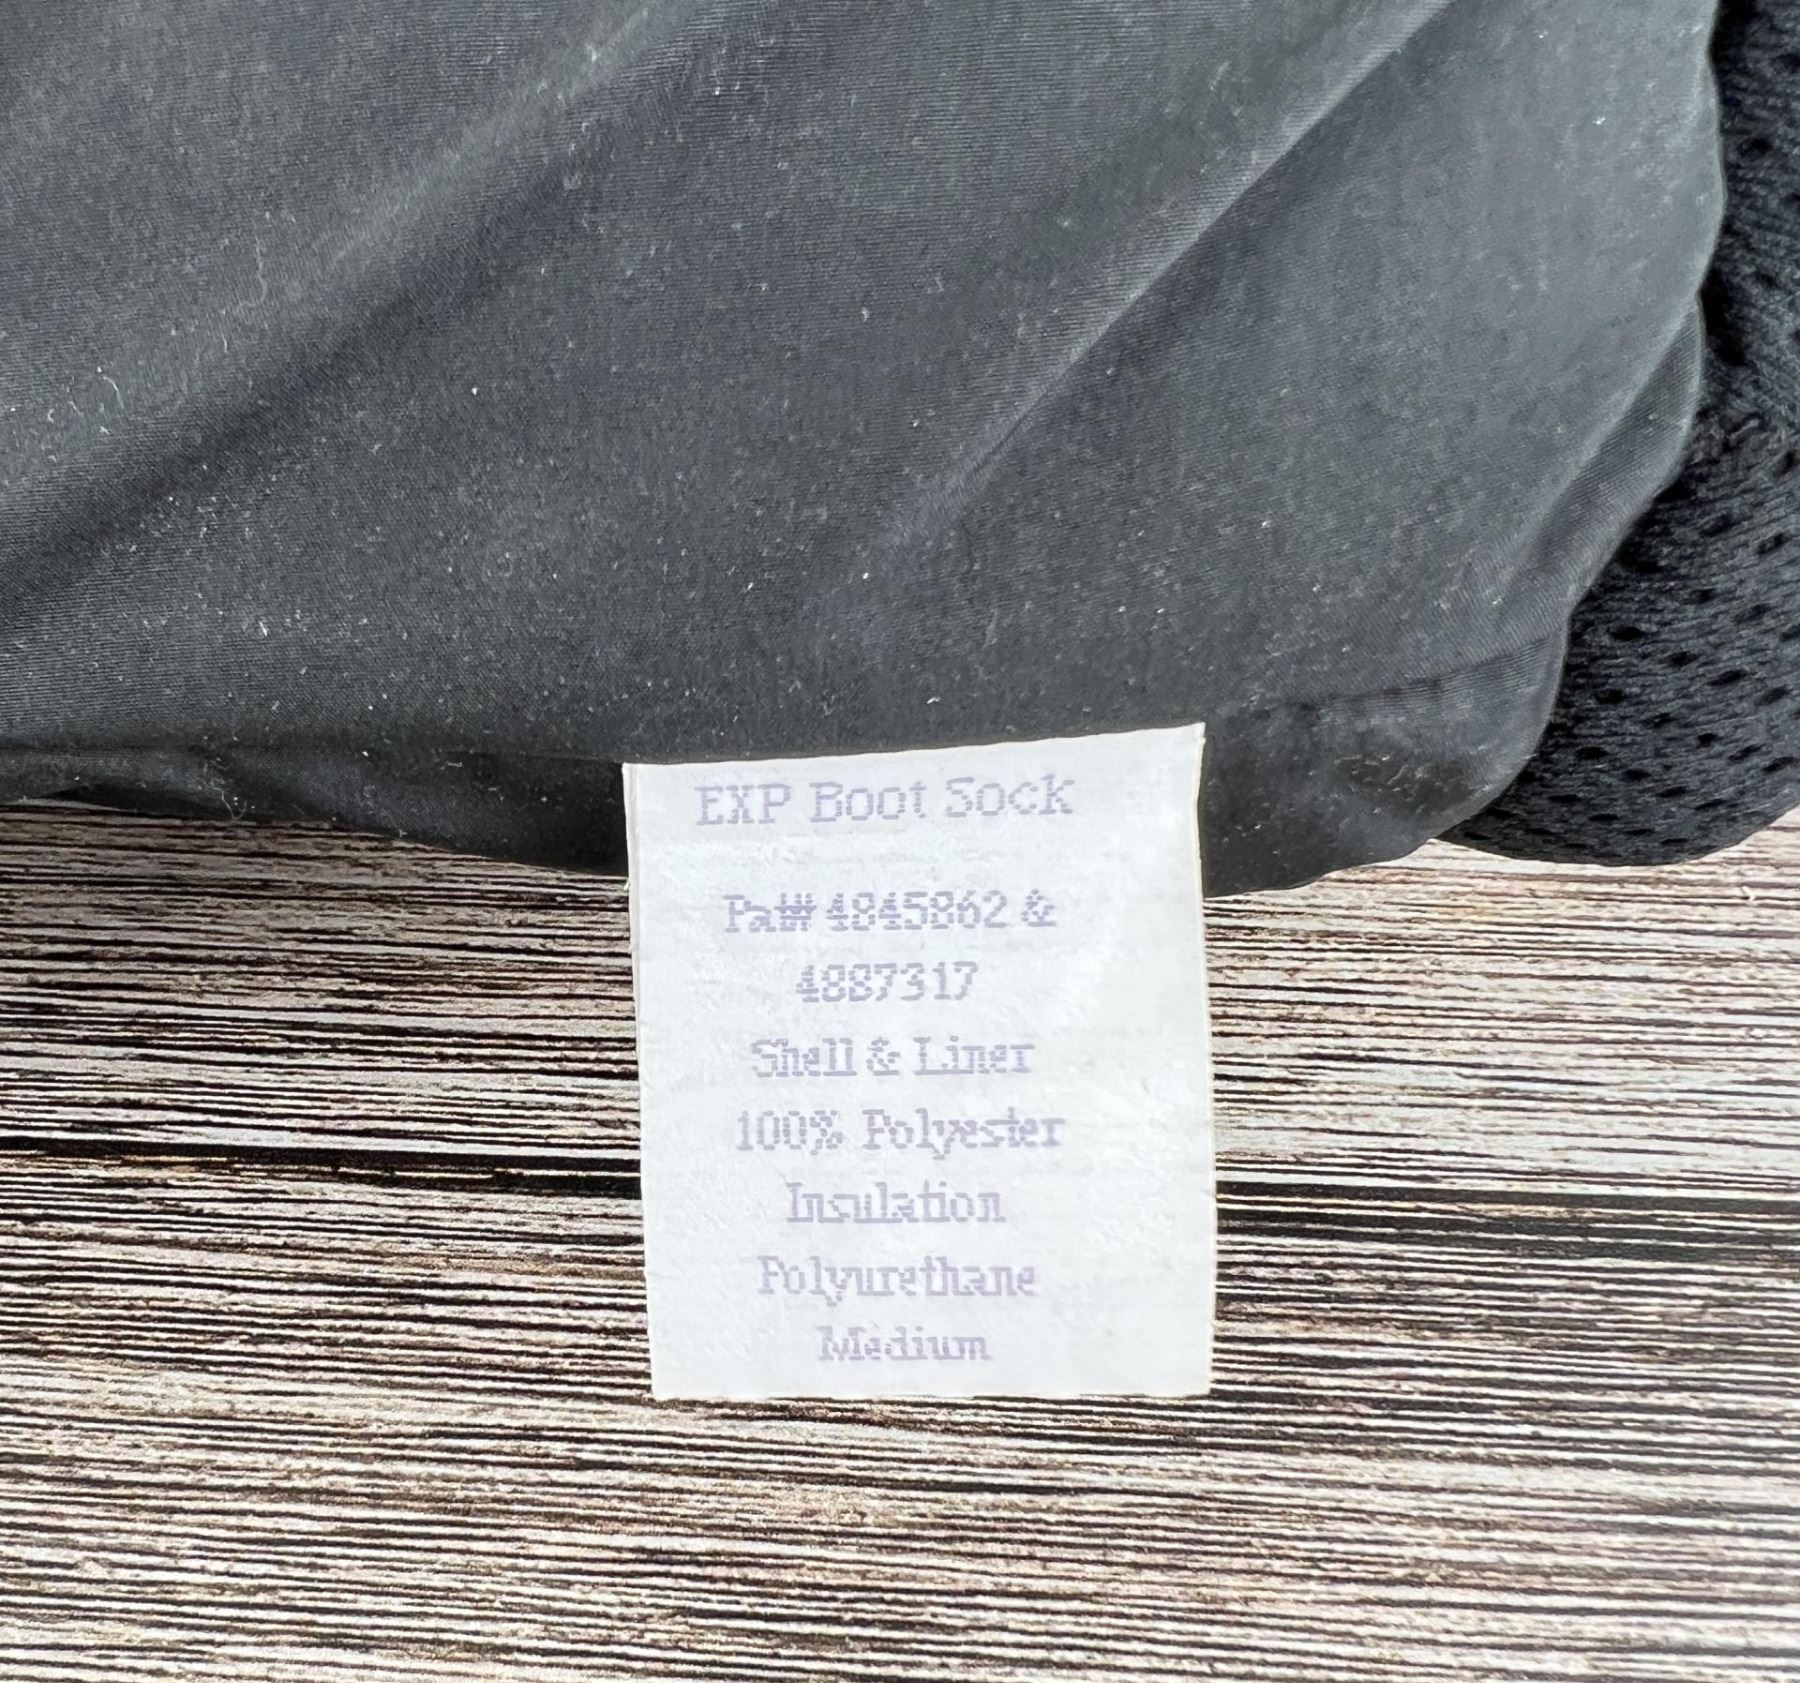 EXP Boot Sock
Pat# 4845862 &
4887317
Shell & Liner
100% Polyester
Insulation
Polyurethane
Medium